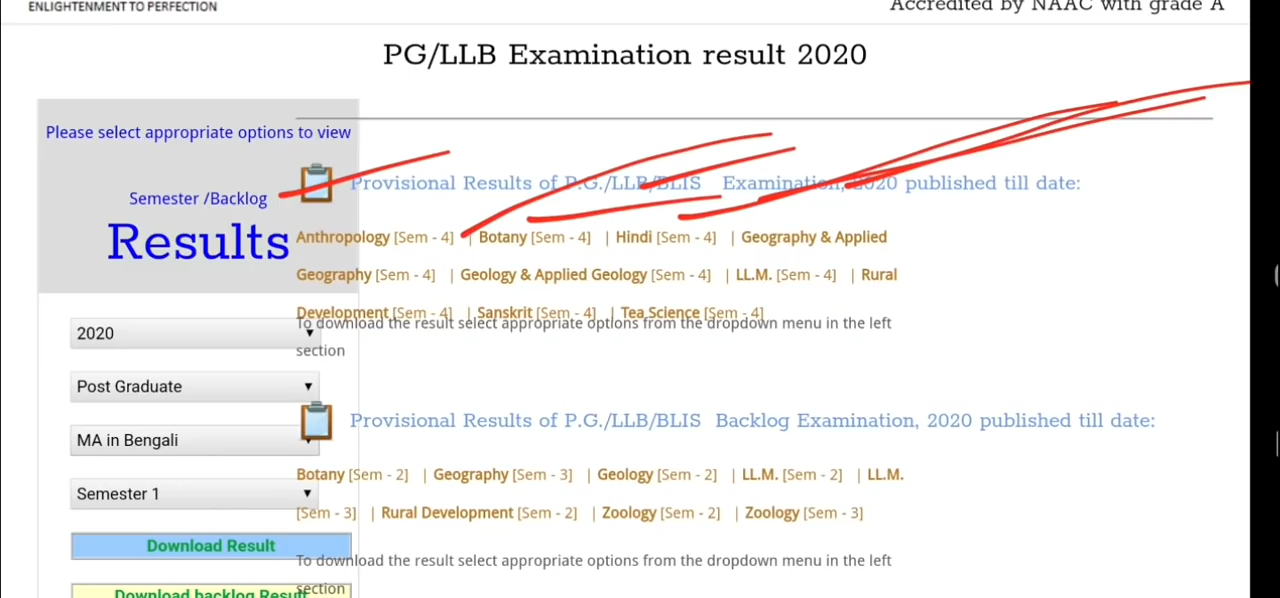 ENLIGHTENMENT TO PERFECTION
Accredited by NAAC with grade A
PG/LLB Examination result 2020
Please select appropriate options to view
Semester /Backlog
Results
2020
Post Graduate
MA in Bengali
Semester 1
Download Result
Download backlog Result
Provisional Results of P.G./LLB/BLIS Examination, 2020 published till date:
Anthropology [Sem - 4] | Botany [Sem - 4] | Hindi [Sem - 4] | Geography & Applied
Geography [Sem - 4] | Geology & Applied Geology [Sem - 4] | LL.M. [Sem - 4] | Rural
Development [Sem - 4] | Sanskrit [Sem - 4] | Tea Science [Sem - 4]
To download the result select appropriate options from the dropdown menu in the left
section
Provisional Results of P.G./LLB/BLIS Backlog Examination, 2020 published till date:
Botany [Sem - 2] | Geography [Sem - 3] | Geology [Sem - 2] | LL.M. [Sem - 2] | LL.M.
[Sem - 3] | Rural Development [Sem - 2] | Zoology [Sem - 2] | Zoology [Sem - 3]
To download the result select appropriate options from the dropdown menu in the left
section